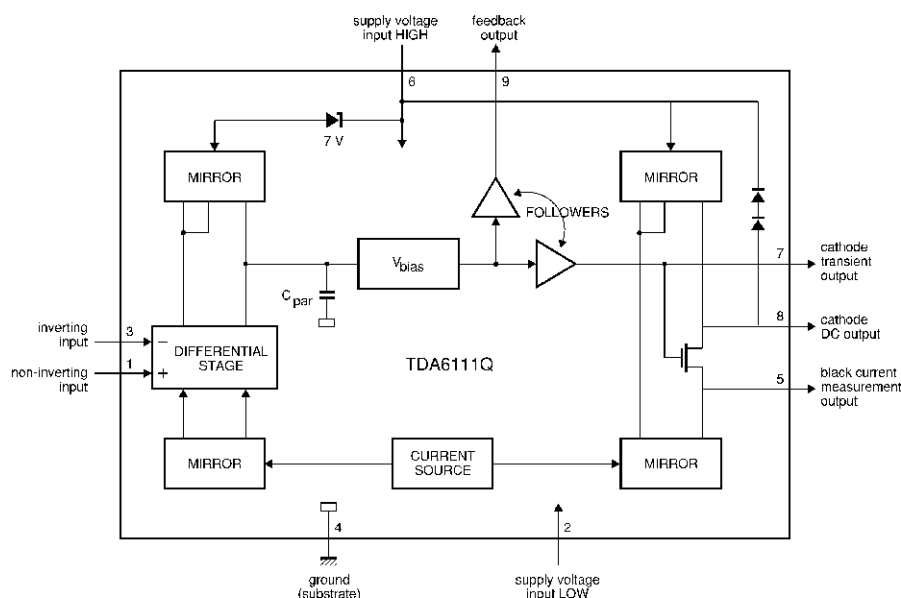 supply voltage
input HIGH
feedback
output
6
9
7 V
MIRROR
MIRROR
FOLLOWERS
Vbias
Cpar
7
cathode
transient
output
8
cathode
DC output
inverting
input
3
−
DIFFERENTIAL
STAGE
TDA6111Q
non-inverting
input
1
+
5
black current
measurement
output
MIRROR
CURRENT
SOURCE
MIRROR
4
2
ground
(substrate)
supply voltage
input LOW